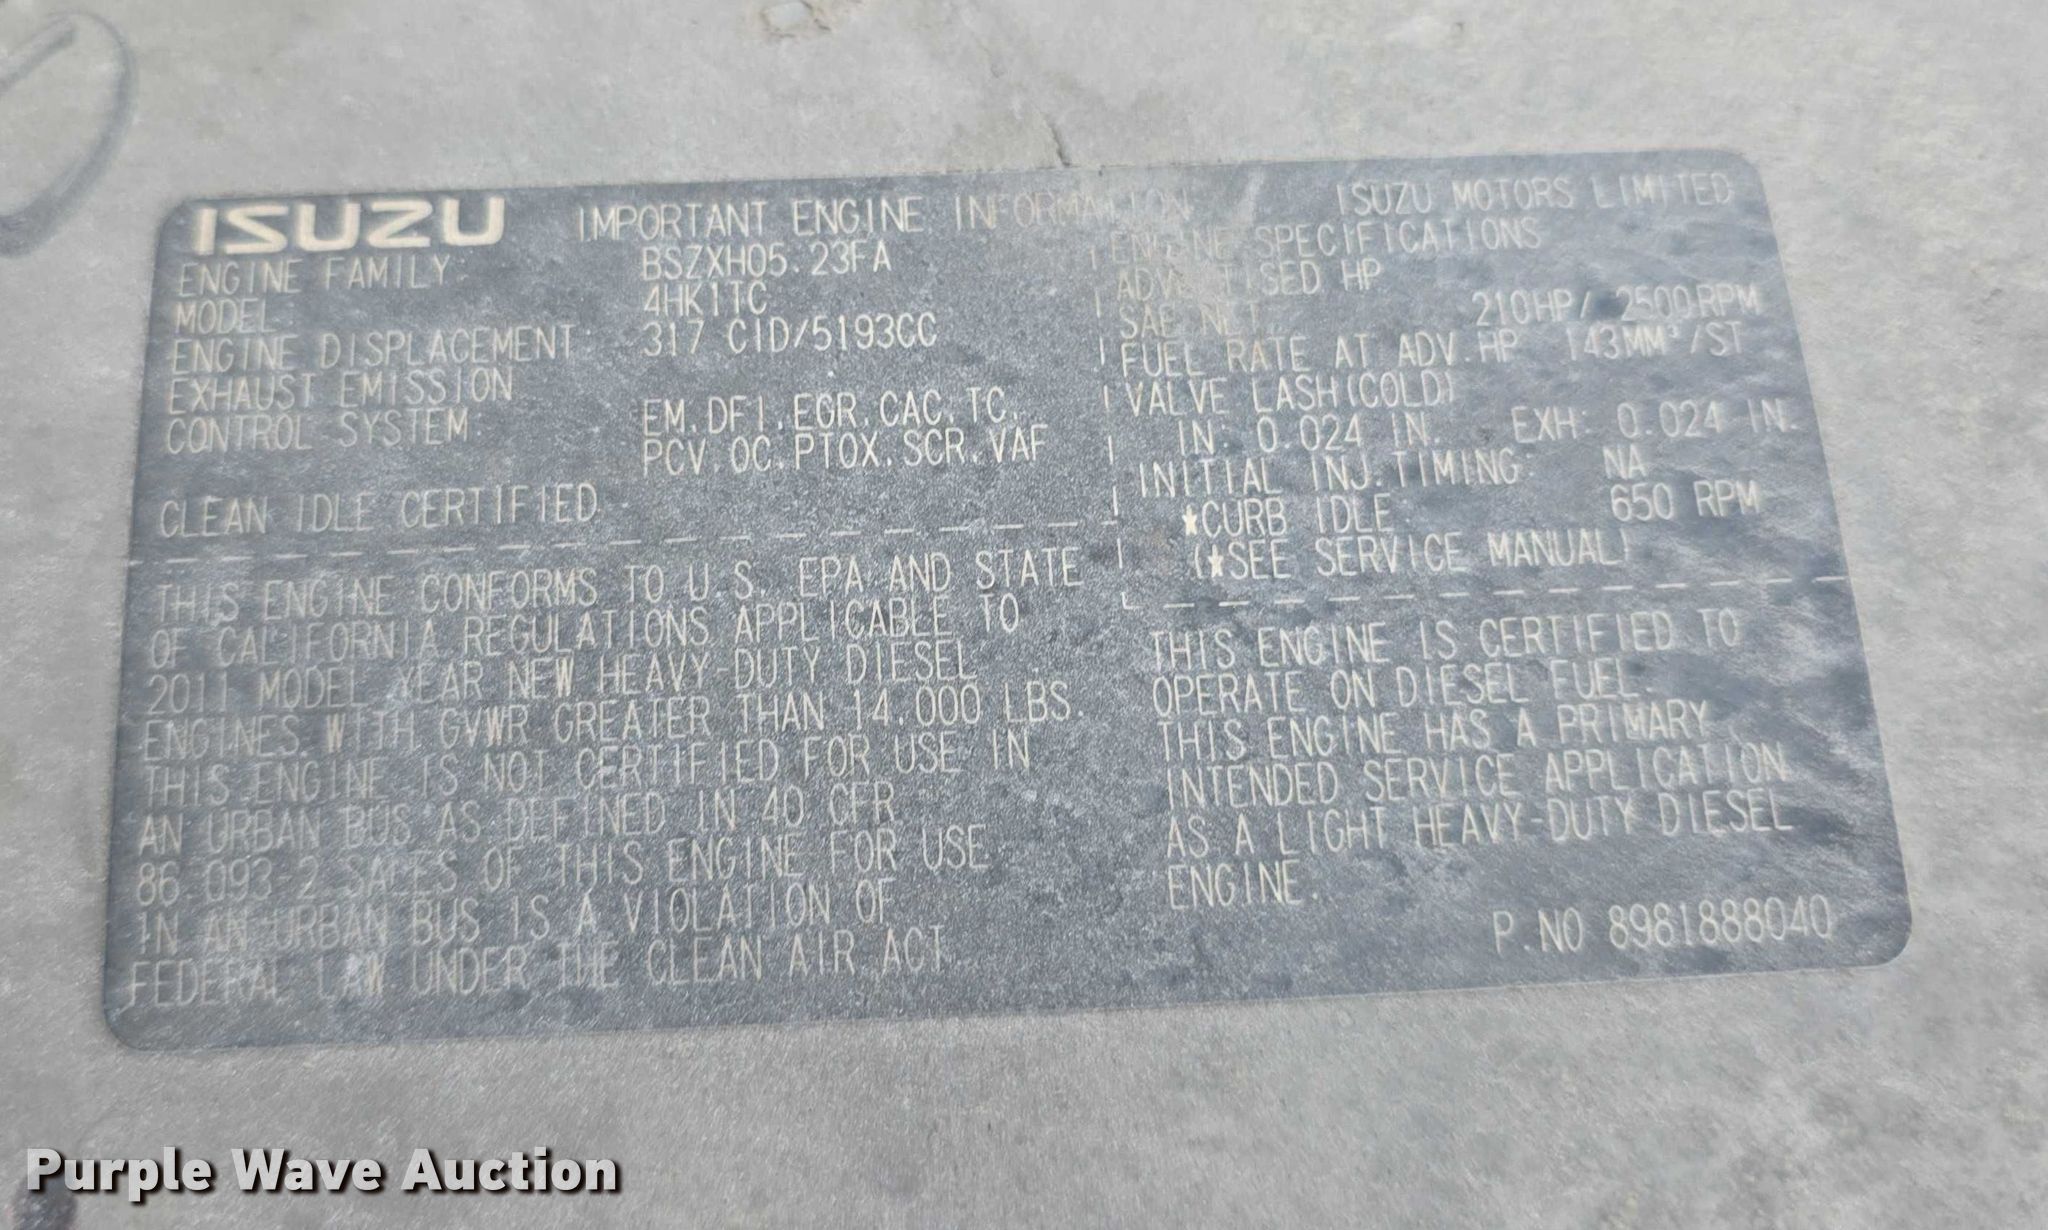 ISUZU IMPORTANT ENGINE INFORMATION ISUZU MOTORS LIMITED
ENGINE FAMILY BSZXH05.23FA
MODEL 4HK1TC
ENGINE DISPLACEMENT 317 CID/5193CC
EXHAUST EMISSION
CONTROL SYSTEM: EM.DFI.EGR.CAC.TC.
PCV.OC.PTOX.SCR.VAF
CLEAN IDLE CERTIFIED
THIS ENGINE CONFORMS TO U.S. EPA AND STATE
OF CALIFORNIA REGULATIONS APPLICABLE TO
2011 MODEL YEAR NEW HEAVY-DUTY DIESEL
ENGINES WITH GVWR GREATER THAN 14.000 LBS.
THIS ENGINE IS NOT CERTIFIED FOR USE IN
AN URBAN BUS AS DEFINED IN 40 CFR
86.093-2 SALES OF THIS ENGINE FOR USE
IN AN URBAN BUS IS A VIOLATION OF
FEDERAL LAW UNDER THE CLEAN AIR ACT.
ENGINE SPECIFICATIONS
ADVERTISED HP
SAE NET 210HP/ 2500RPM
FUEL RATE AT ADV.HP 143MM³/ST
VALVE LASH(COLD)
IN: 0.024 IN. EXH: 0.024 IN.
INITIAL INJ.TIMING: NA
★CURB IDLE 650 RPM
(★SEE SERVICE MANUAL)
THIS ENGINE IS CERTIFIED TO
OPERATE ON DIESEL FUEL.
THIS ENGINE HAS A PRIMARY
INTENDED SERVICE APPLICATION
AS A LIGHT HEAVY-DUTY DIESEL
ENGINE.
P.NO 8981888040
Purple Wave Auction